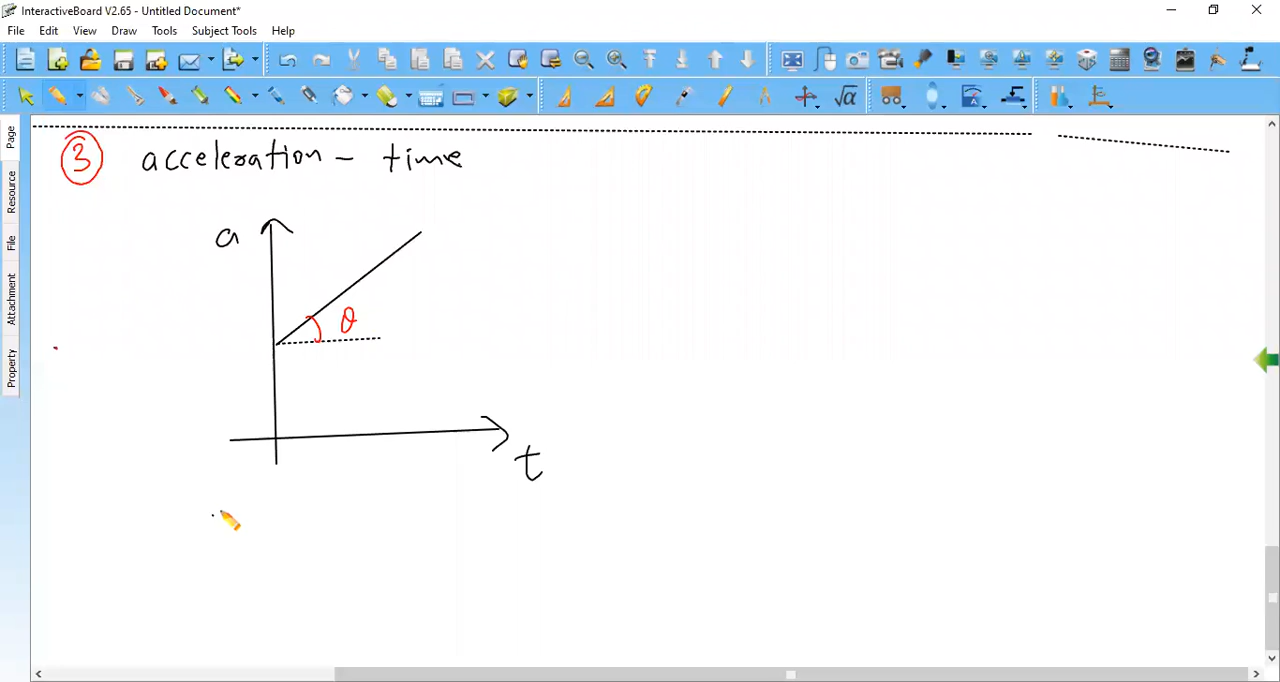 InteractiveBoard V2.65 - Untitled Document*
File Edit View Draw Tools Subject Tools Help
Page
Resource
File
Attachment
Property
3 acceleration - time
a
θ
t